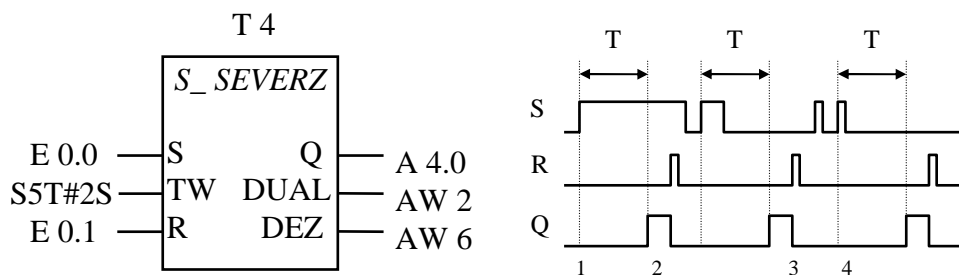 T 4
S_ SEVERZ
E 0.0 S Q A 4.0
S5T#2S TW DUAL AW 2
E 0.1 R DEZ AW 6
T T T
S
R
Q
1 2 3 4